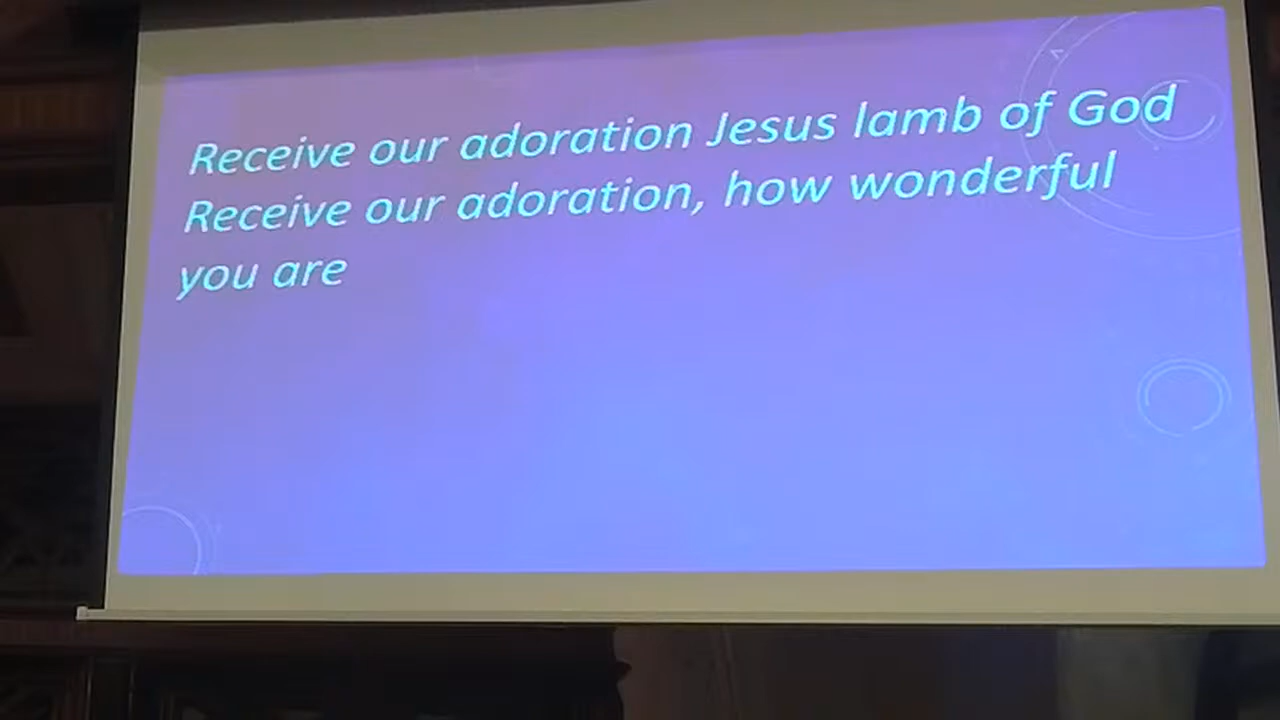 Receive our adoration Jesus lamb of God
Receive our adoration, how wonderful
you are